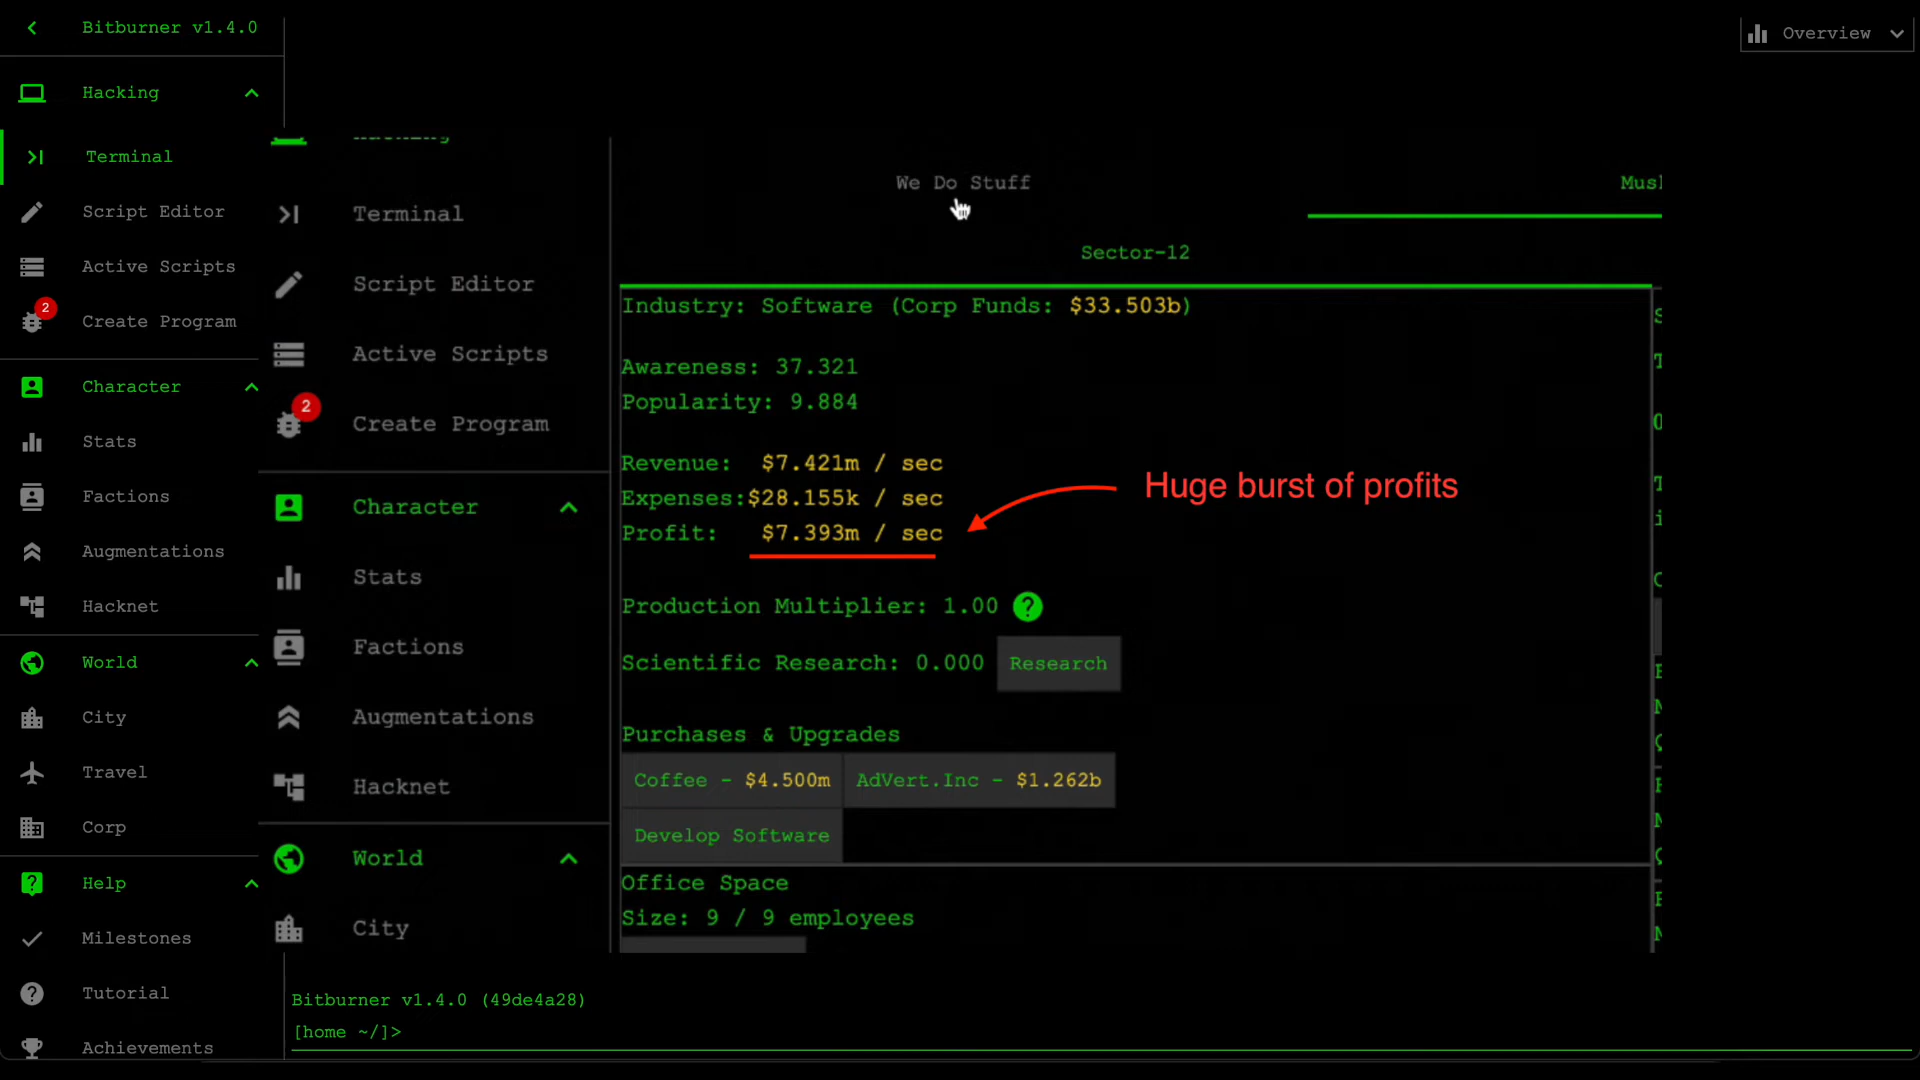 Bitburner v1.4.0
Overview
Hacking
Terminal
Script Editor
Active Scripts
2
Create Program
Character
Stats
Factions
Augmentations
Hacknet
World
City
Travel
Corp
Help
Milestones
Tutorial
Achievements
Terminal
Script Editor
Active Scripts
2
Create Program
Character
Stats
Factions
Augmentations
Hacknet
World
City
We Do Stuff
Sector-12
Industry: Software (Corp Funds: $33.503b)
Awareness: 37.321
Popularity: 9.884
Revenue: $7.421m / sec
Expenses: $28.155k / sec
Profit: $7.393m / sec
Huge burst of profits
Production Multiplier: 1.00 ?
Scientific Research: 0.000 Research
Purchases & Upgrades
Coffee - $4.500m AdVert.Inc - $1.262b
Develop Software
Office Space
Size: 9 / 9 employees
Bitburner v1.4.0 (49de4a28)
[home ~/]>